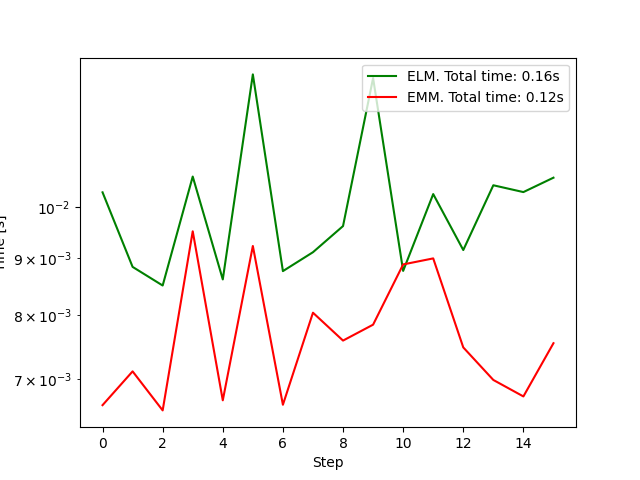 ELM. Total time: 0.16s
EMM. Total time: 0.12s
Time [s]
10⁻²
9 × 10⁻³
8 × 10⁻³
7 × 10⁻³
0 2 4 6 8 10 12 14
Step